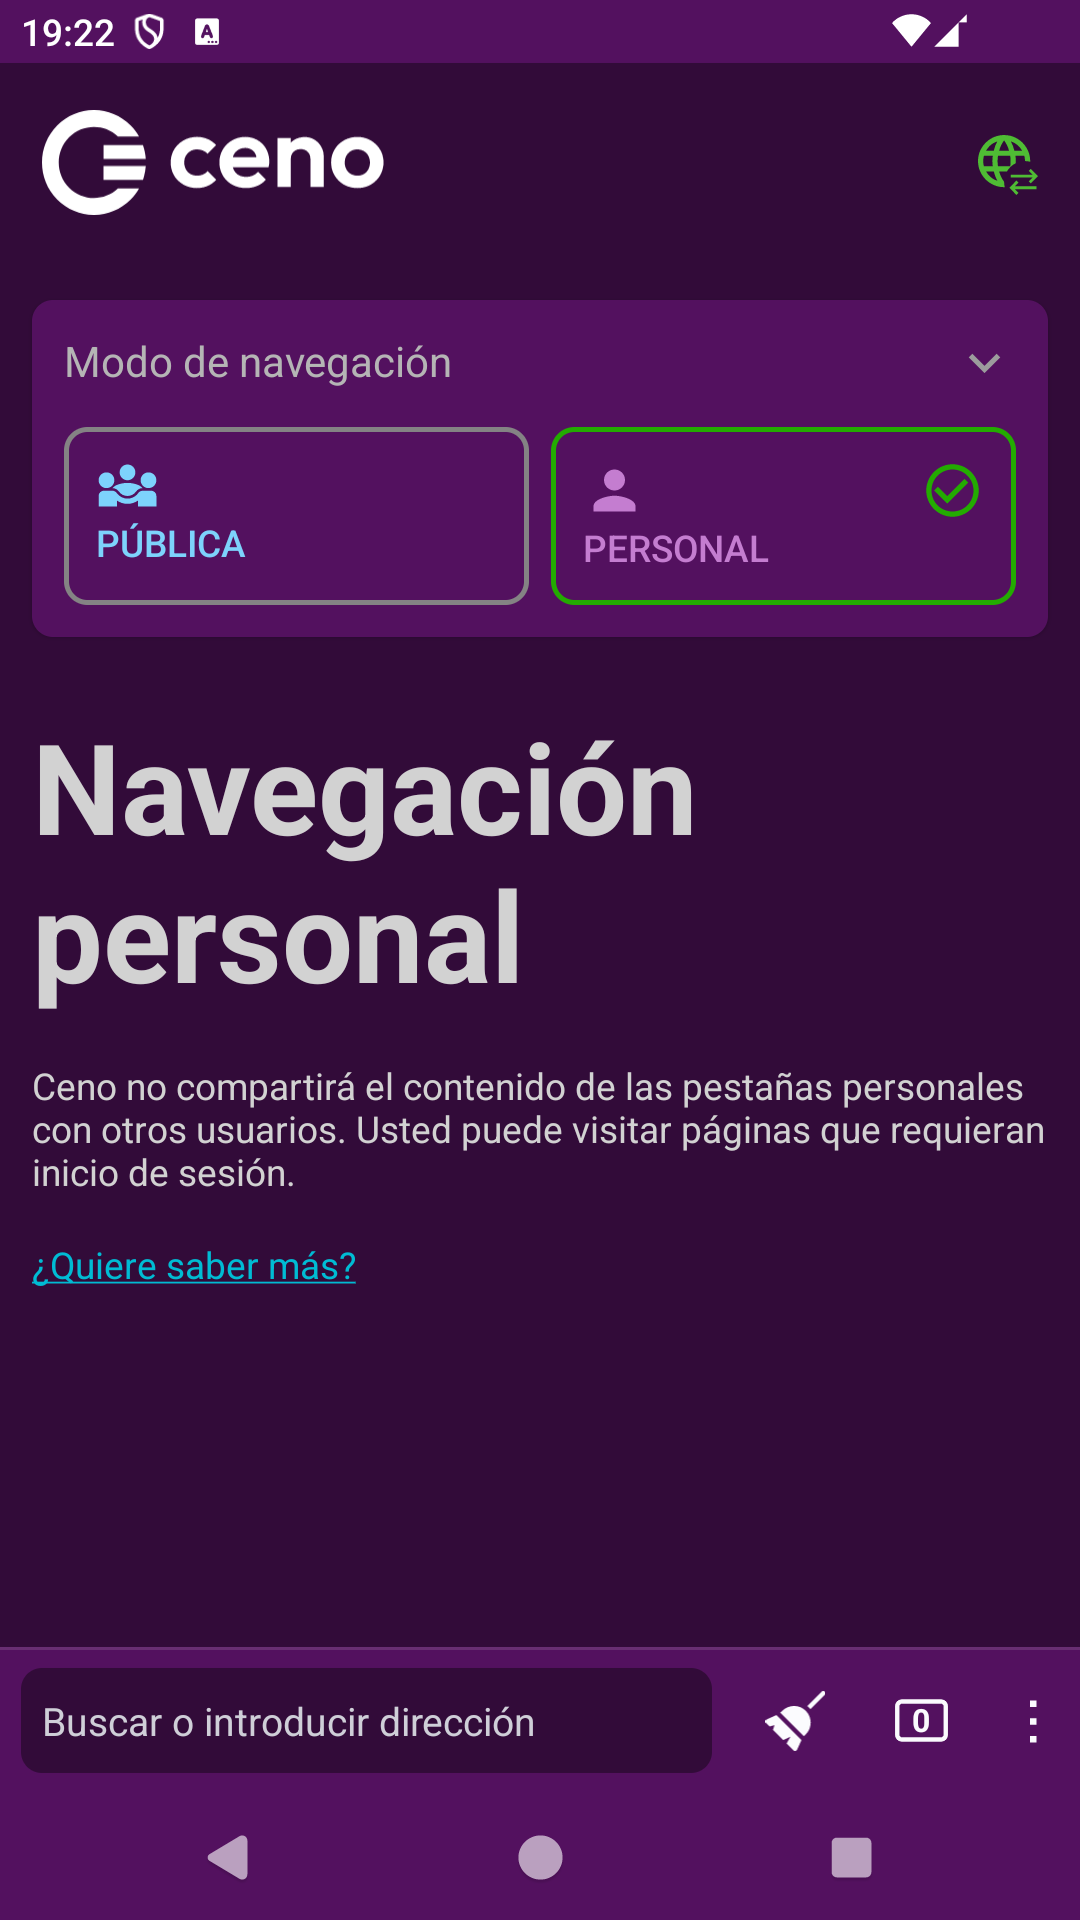 19:22
ceno
Modo de navegación
PÚBLICA
PERSONAL
Navegación
personal
Ceno no compartirá el contenido de las pestañas personales
con otros usuarios. Usted puede visitar páginas que requieran
inicio de sesión.
¿Quiere saber más?
Buscar o introducir dirección
0